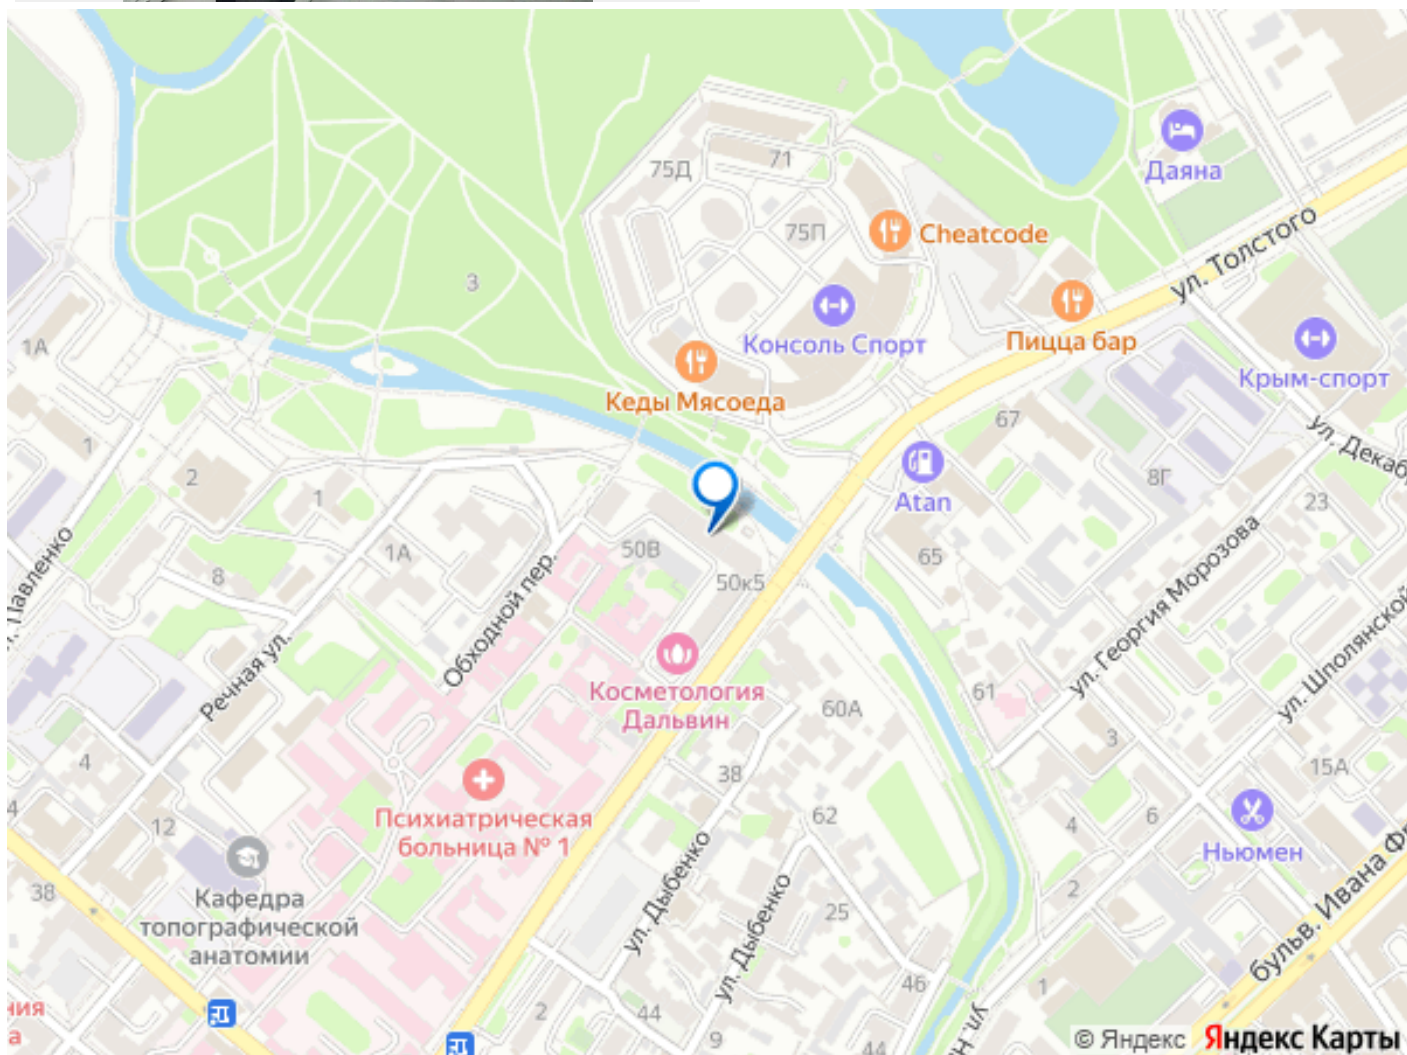 75Д
71
Даяна
75П
Cheatcode
ул. Толстого
3
Консоль Спорт
Пицца бар
1А
Кеды Мясоеда
Крым-спорт
67
ул. Декаб
1
2
1
Atan
8Г
23
1А
50В
65
8
50к5
ул. Георгия Морозова
Обходной пер.
Павленко
Речная ул.
ул. Шполянской
Косметология
Дальвин
61
60А
3
4
38
15А
Психиатрическая
больница № 1
4
12
62
4
6
Ньюмен
Кафедра
топографической
анатомии
38
ул. Дыбенко
ул. Дыбенко
25
2
бульв. Ивана Ф
46
1
ния
а
2
44
9
44
© Яндекс Яндекс Карты